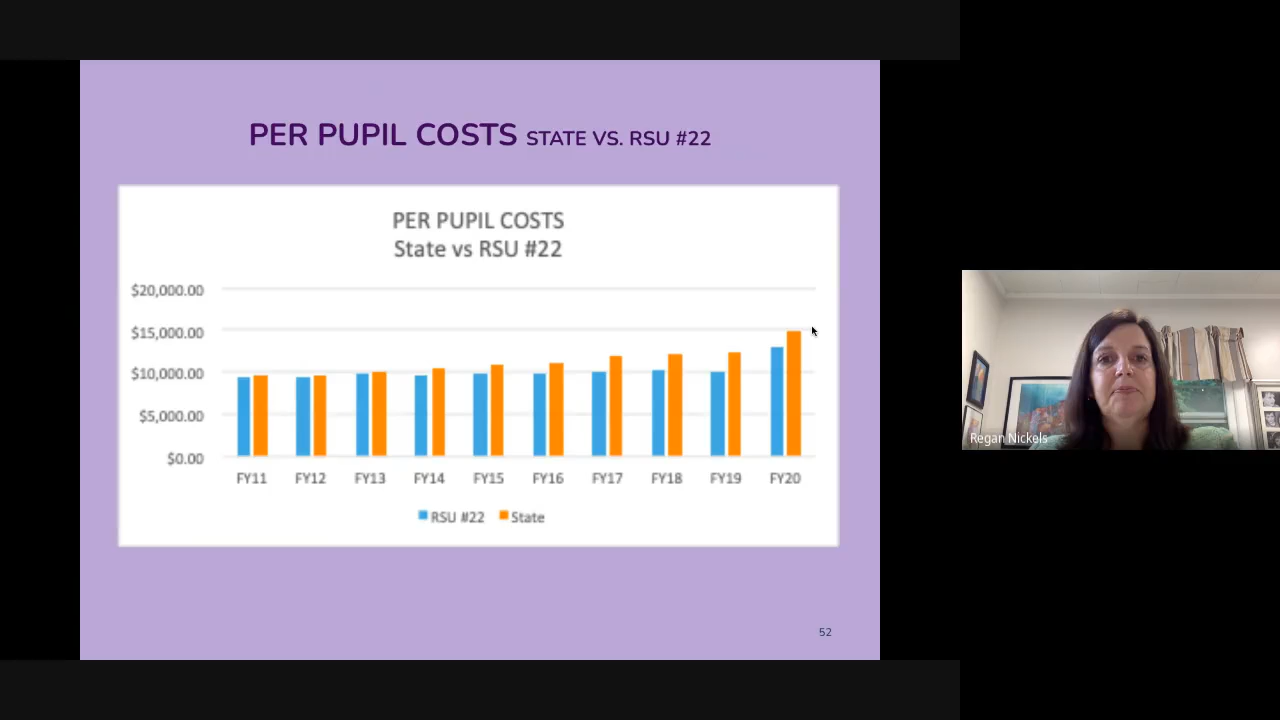 PER PUPIL COSTS STATE VS. RSU #22
PER PUPIL COSTS
State vs RSU #22
$20,000.00
$15,000.00
$10,000.00
$5,000.00
$0.00
FY11 FY12 FY13 FY14 FY15 FY16 FY17 FY18 FY19 FY20
RSU #22 State
52
Regan Nickels